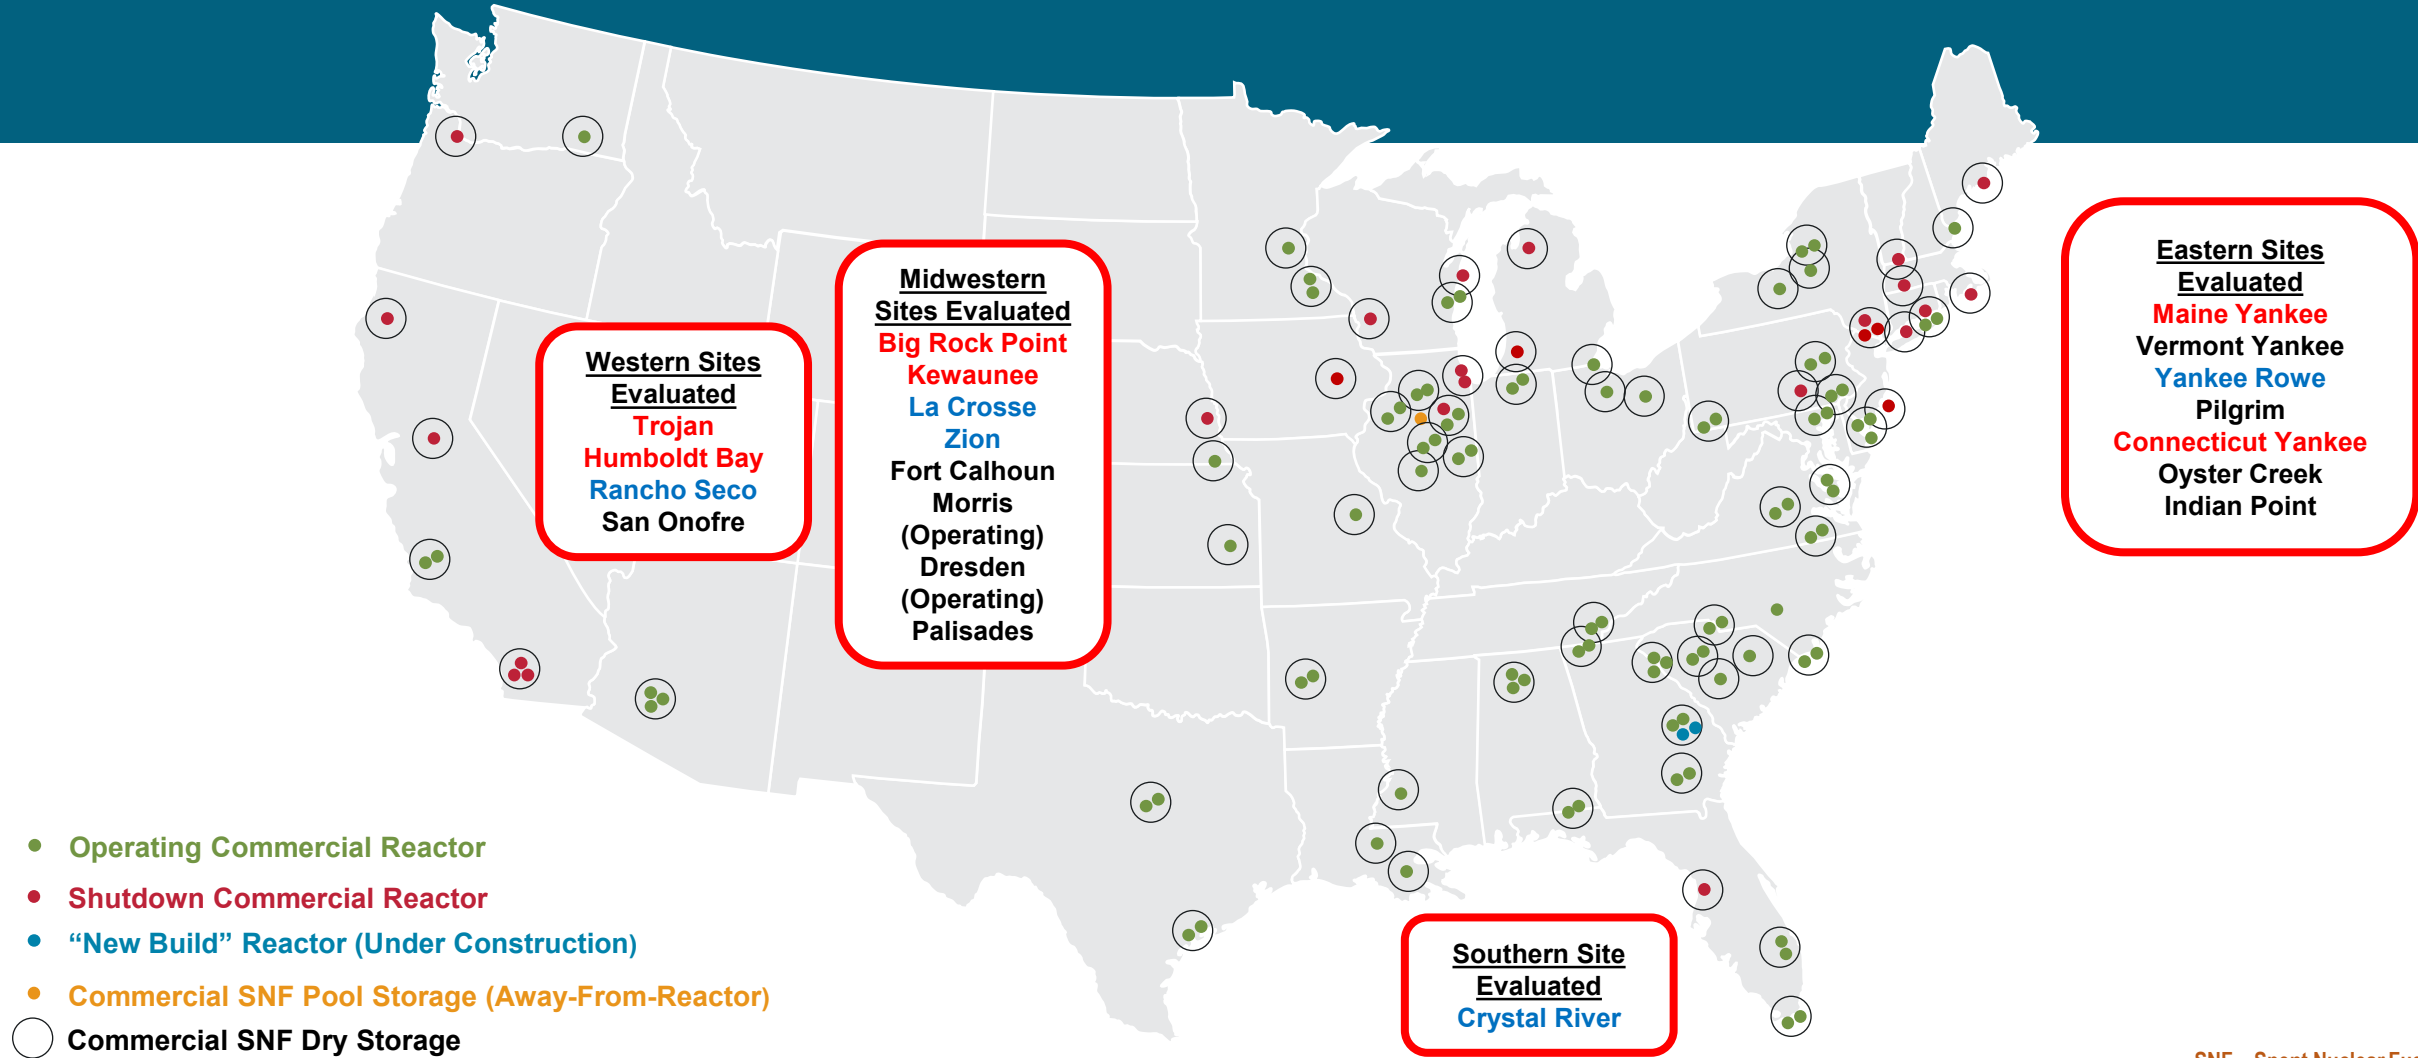 Western Sites
Evaluated
Trojan
Humboldt Bay
Rancho Seco
San Onofre
Midwestern
Sites Evaluated
Big Rock Point
Kewaunee
La Crosse
Zion
Fort Calhoun
Morris
(Operating)
Dresden
(Operating)
Palisades
Eastern Sites
Evaluated
Maine Yankee
Vermont Yankee
Yankee Rowe
Pilgrim
Connecticut Yankee
Oyster Creek
Indian Point
Southern Site
Evaluated
Crystal River
Operating Commercial Reactor
Shutdown Commercial Reactor
“New Build” Reactor (Under Construction)
Commercial SNF Pool Storage (Away-From-Reactor)
Commercial SNF Dry Storage